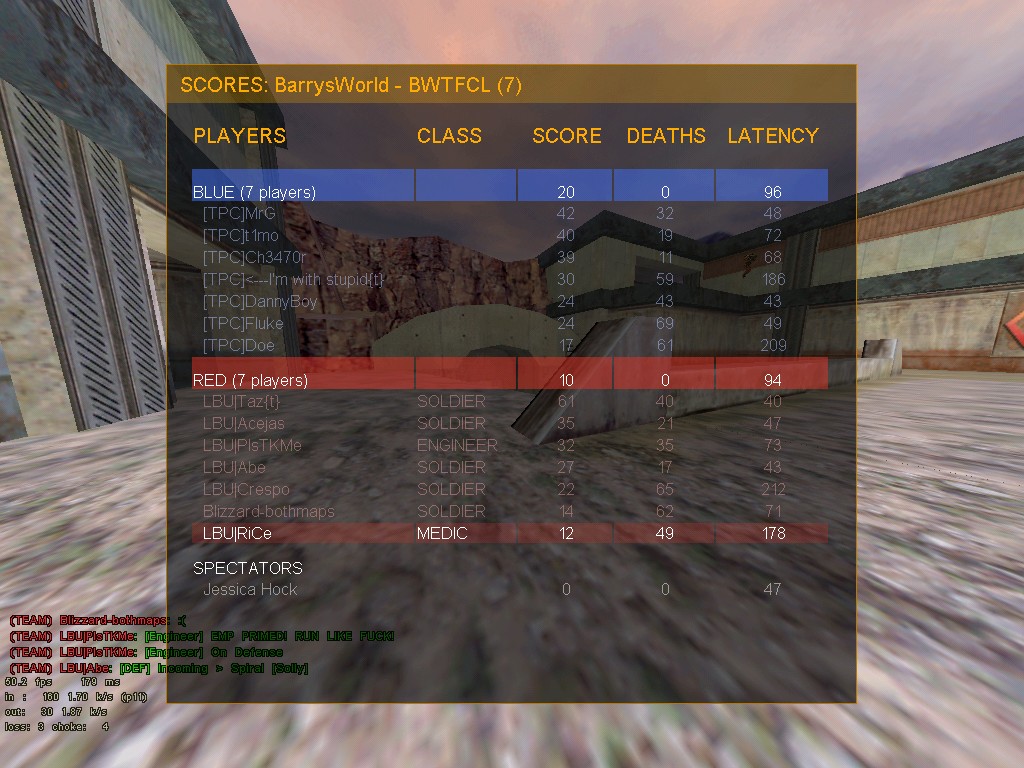 SCORES: BarrysWorld - BWTFCL (7)
PLAYERS CLASS SCORE DEATHS LATENCY
BLUE (7 players) 20 0 96
[TPC]MrG 42 32 48
[TPC]t1mo 40 19 72
[TPC]Ch3470r 39 11 68
[TPC]<---I'm with stupid{t} 30 59 186
[TPC]DannyBoy 24 43 43
[TPC]Fluke 24 69 49
[TPC]Doe 17 61 209
RED (7 players) 10 0 94
LBU|Taz{t} SOLDIER 61 40 40
LBU|Acejas SOLDIER 35 21 47
LBU|PlsTKMe ENGINEER 32 35 73
LBU|Abe SOLDIER 27 17 43
LBU|Crespo SOLDIER 22 65 212
Blizzard-bothmaps SOLDIER 14 62 71
LBU|RiCe MEDIC 12 49 178
SPECTATORS
Jessica Hock 0 0 47
(TEAM) Blizzard-bothmaps: :(
(TEAM) LBU|PlsTKMe: [Engineer] EMP PRIMED! RUN LIKE FUCK!
(TEAM) LBU|PlsTKMe: [Engineer] On Defense
(TEAM) LBU|Abe: [DEF] Incoming > Spiral [Solly]
50.2 fps 179 ms
in : 160 1.70 k/s (p11)
out: 30 1.87 k/s
loss: 3 choke: 4